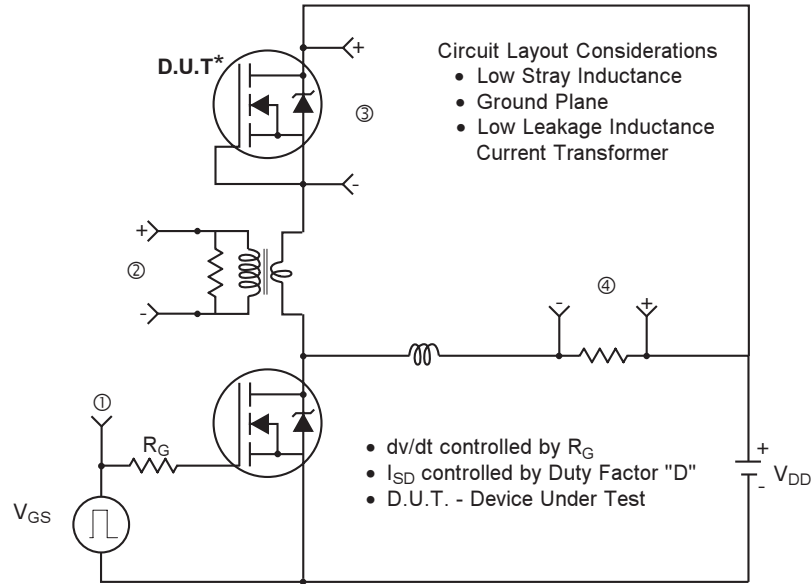 D.U.T*
+
③
-
Circuit Layout Considerations
• Low Stray Inductance
• Ground Plane
• Low Leakage Inductance
Current Transformer
+
②
-
④
-
+
①
R_G
V_GS
• dv/dt controlled by R_G
• I_SD controlled by Duty Factor "D"
• D.U.T. - Device Under Test
+
-
V_DD